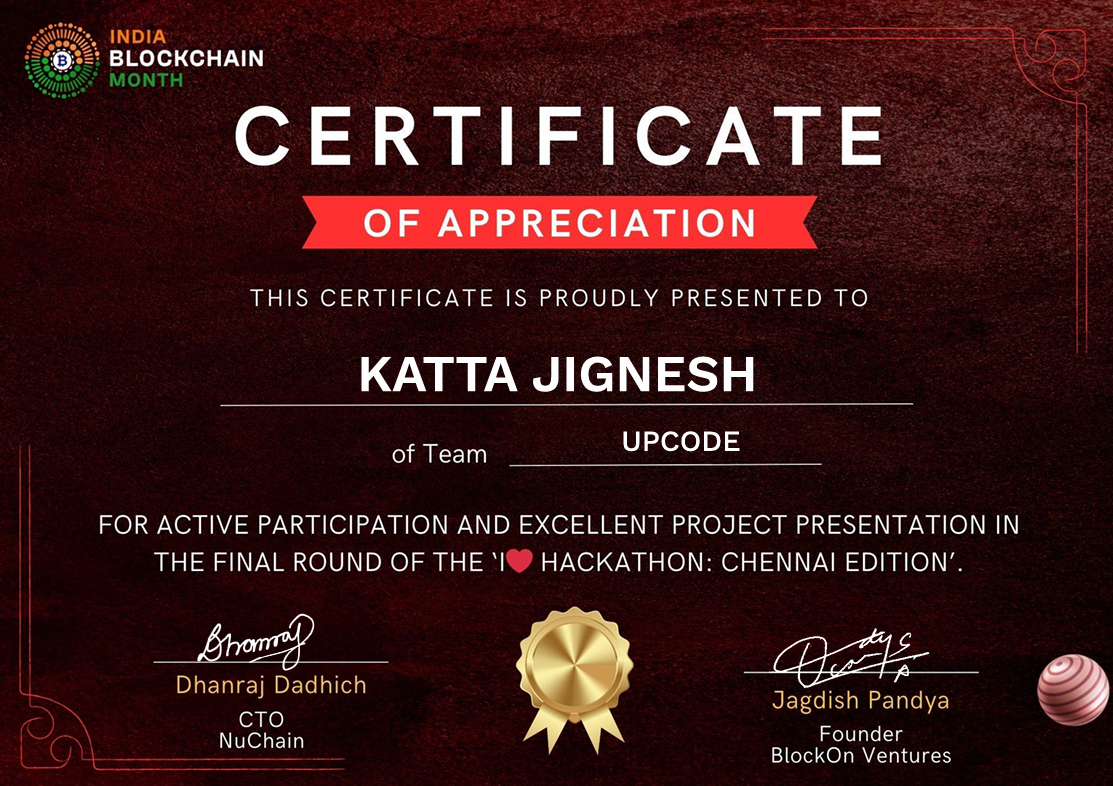 INDIA
BLOCKCHAIN
MONTH
CERTIFICATE
OF APPRECIATION
THIS CERTIFICATE IS PROUDLY PRESENTED TO
KATTA JIGNESH
of Team UPCODE
FOR ACTIVE PARTICIPATION AND EXCELLENT PROJECT PRESENTATION IN
THE FINAL ROUND OF THE ‘I❤️ HACKATHON: CHENNAI EDITION’.
Dhanraj
Dhanraj Dadhich
CTO
NuChain
Jagdish Pandya
Founder
BlockOn Ventures